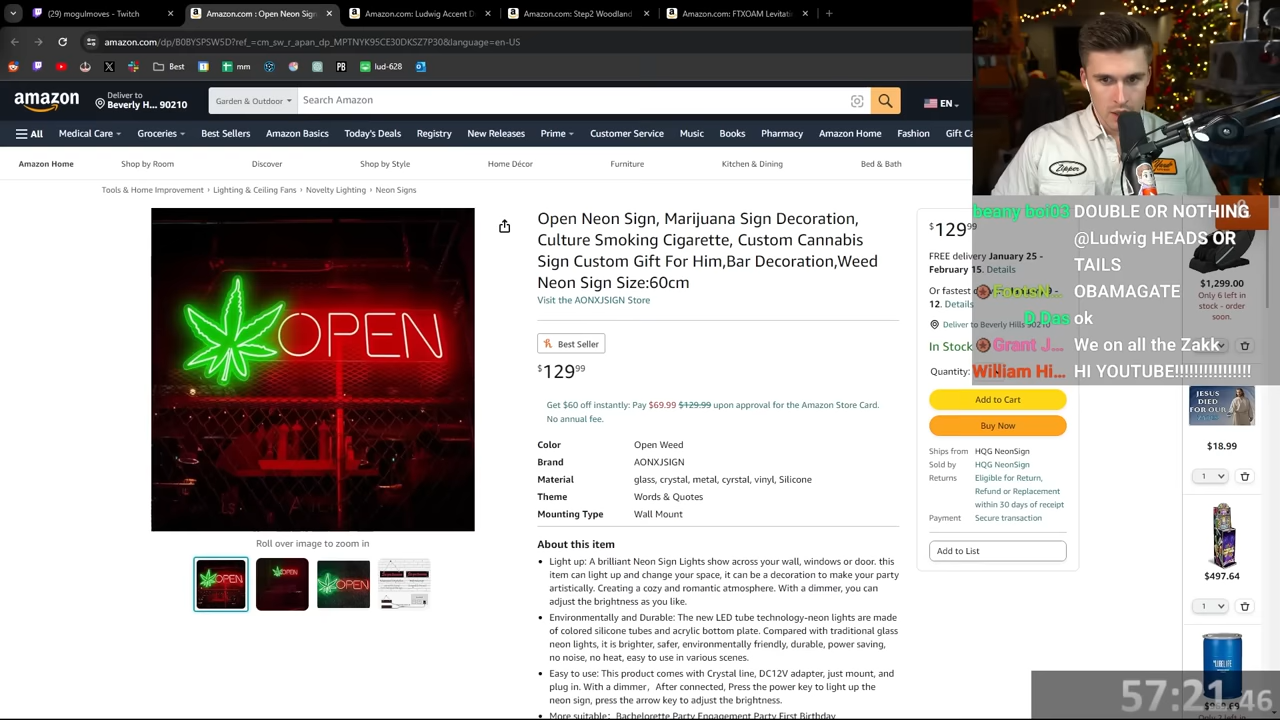 (29) mogmoves - Twitch
Amazon.com : Open Neon Sign
Amazon.com: Ludwig Accent D
Amazon.com: Step2 Woodland
Amazon.com: FTXOAM Levitati
amazon.com/dp/B0BYSPSW5D?ref_=cm_sw_r_apan_dp_MPTNYK95CE30DKSZ7P30&language=en-US
Best
mm
lud-628
amazon
Deliver to
Beverly H... 90210
Garden & Outdoor
Search Amazon
EN
All
Medical Care
Groceries
Best Sellers
Amazon Basics
Today's Deals
Registry
New Releases
Prime
Customer Service
Music
Books
Pharmacy
Amazon Home
Fashion
Gift Ca
Amazon Home
Shop by Room
Discover
Shop by Style
Home Décor
Furniture
Kitchen & Dining
Bed & Bath
Tools & Home Improvement › Lighting & Ceiling Fans › Novelty Lighting › Neon Signs
OPEN
Roll over image to zoom in
Open Neon Sign, Marijuana Sign Decoration,
Culture Smoking Cigarette, Custom Cannabis
Sign Custom Gift For Him,Bar Decoration,Weed
Neon Sign Size:60cm
Visit the AONXJSIGN Store
Best Seller
$129.99
Get $60 off instantly: Pay $69.99 $129.99 upon approval for the Amazon Store Card.
No annual fee.
Color Open Weed
Brand AONXJSIGN
Material glass, crystal, metal, cyrstal, vinyl, Silicone
Theme Words & Quotes
Mounting Type Wall Mount
About this item
• Light up: A brilliant Neon Sign Lights show across your wall, windows or door. this
item can light up and change your space, it can be a decoration to make your party
artistically. Creating a cozy and romantic atmosphere. With a dimmer, you can
adjust the brightness as you like.
• Environmentally and Durable: The new LED tube technology-neon lights are made
of colored silicone tubes and acrylic bottom plate. Compared with traditional glass
neon lights, it is brighter, safer, environmentally friendly, durable, power saving,
no noise, no heat, easy to use in various scenes.
• Easy to use: This product comes with Crystal line, DC12V adapter, just mount, and
plug in. With a dimmer, After connected, Press the power key to light up the
neon sign, press the arrow key to adjust the brightness.
• More suitable: Bachelorette Party Engagement Party First Birthday
$129.99
FREE delivery January 25 -
February 15. Details
Or fastest
12. Details
Deliver to Beverly Hills 90210
In Stock
Quantity:
Add to Cart
Buy Now
Ships from HQG NeonSign
Sold by HQG NeonSign
Returns Eligible for Return,
Refund or Replacement
within 30 days of receipt
Payment Secure transaction
Add to List
Zipper
beany boi03 DOUBLE OR NOTHING
@Ludwig HEADS OR
TAILS
OBAMAGATE
D Das ok
Grant J... We on all the Zakk
William Hi... HI YOUTUBE!!!!!!!!!!!!!!!
$1,299.00
Only 6 left in
stock - order
soon.
JESUS
DIED
FOR OUR
$18.99
1
$497.64
1
57:21.46